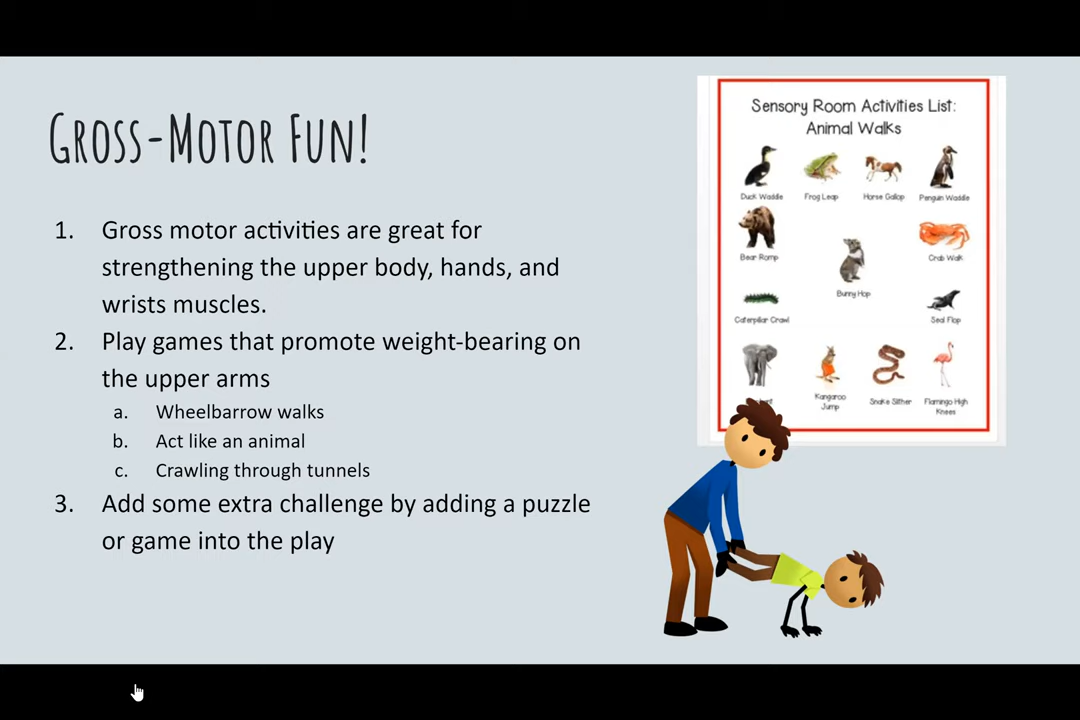 Gross-Motor Fun!
1. Gross motor activities are great for
strengthening the upper body, hands, and
wrists muscles.
2. Play games that promote weight-bearing on
the upper arms
a. Wheelbarrow walks
b. Act like an animal
c. Crawling through tunnels
3. Add some extra challenge by adding a puzzle
or game into the play
Sensory Room Activities List:
Animal Walks
Duck Waddle
Frog Leap
Horse Gallop
Penguin Waddle
Bear Romp
Bunny Hop
Crab Walk
Caterpillar Crawl
Seal Flop
Kangaroo
Jump
Snake Slither
Flamingo High
Knees